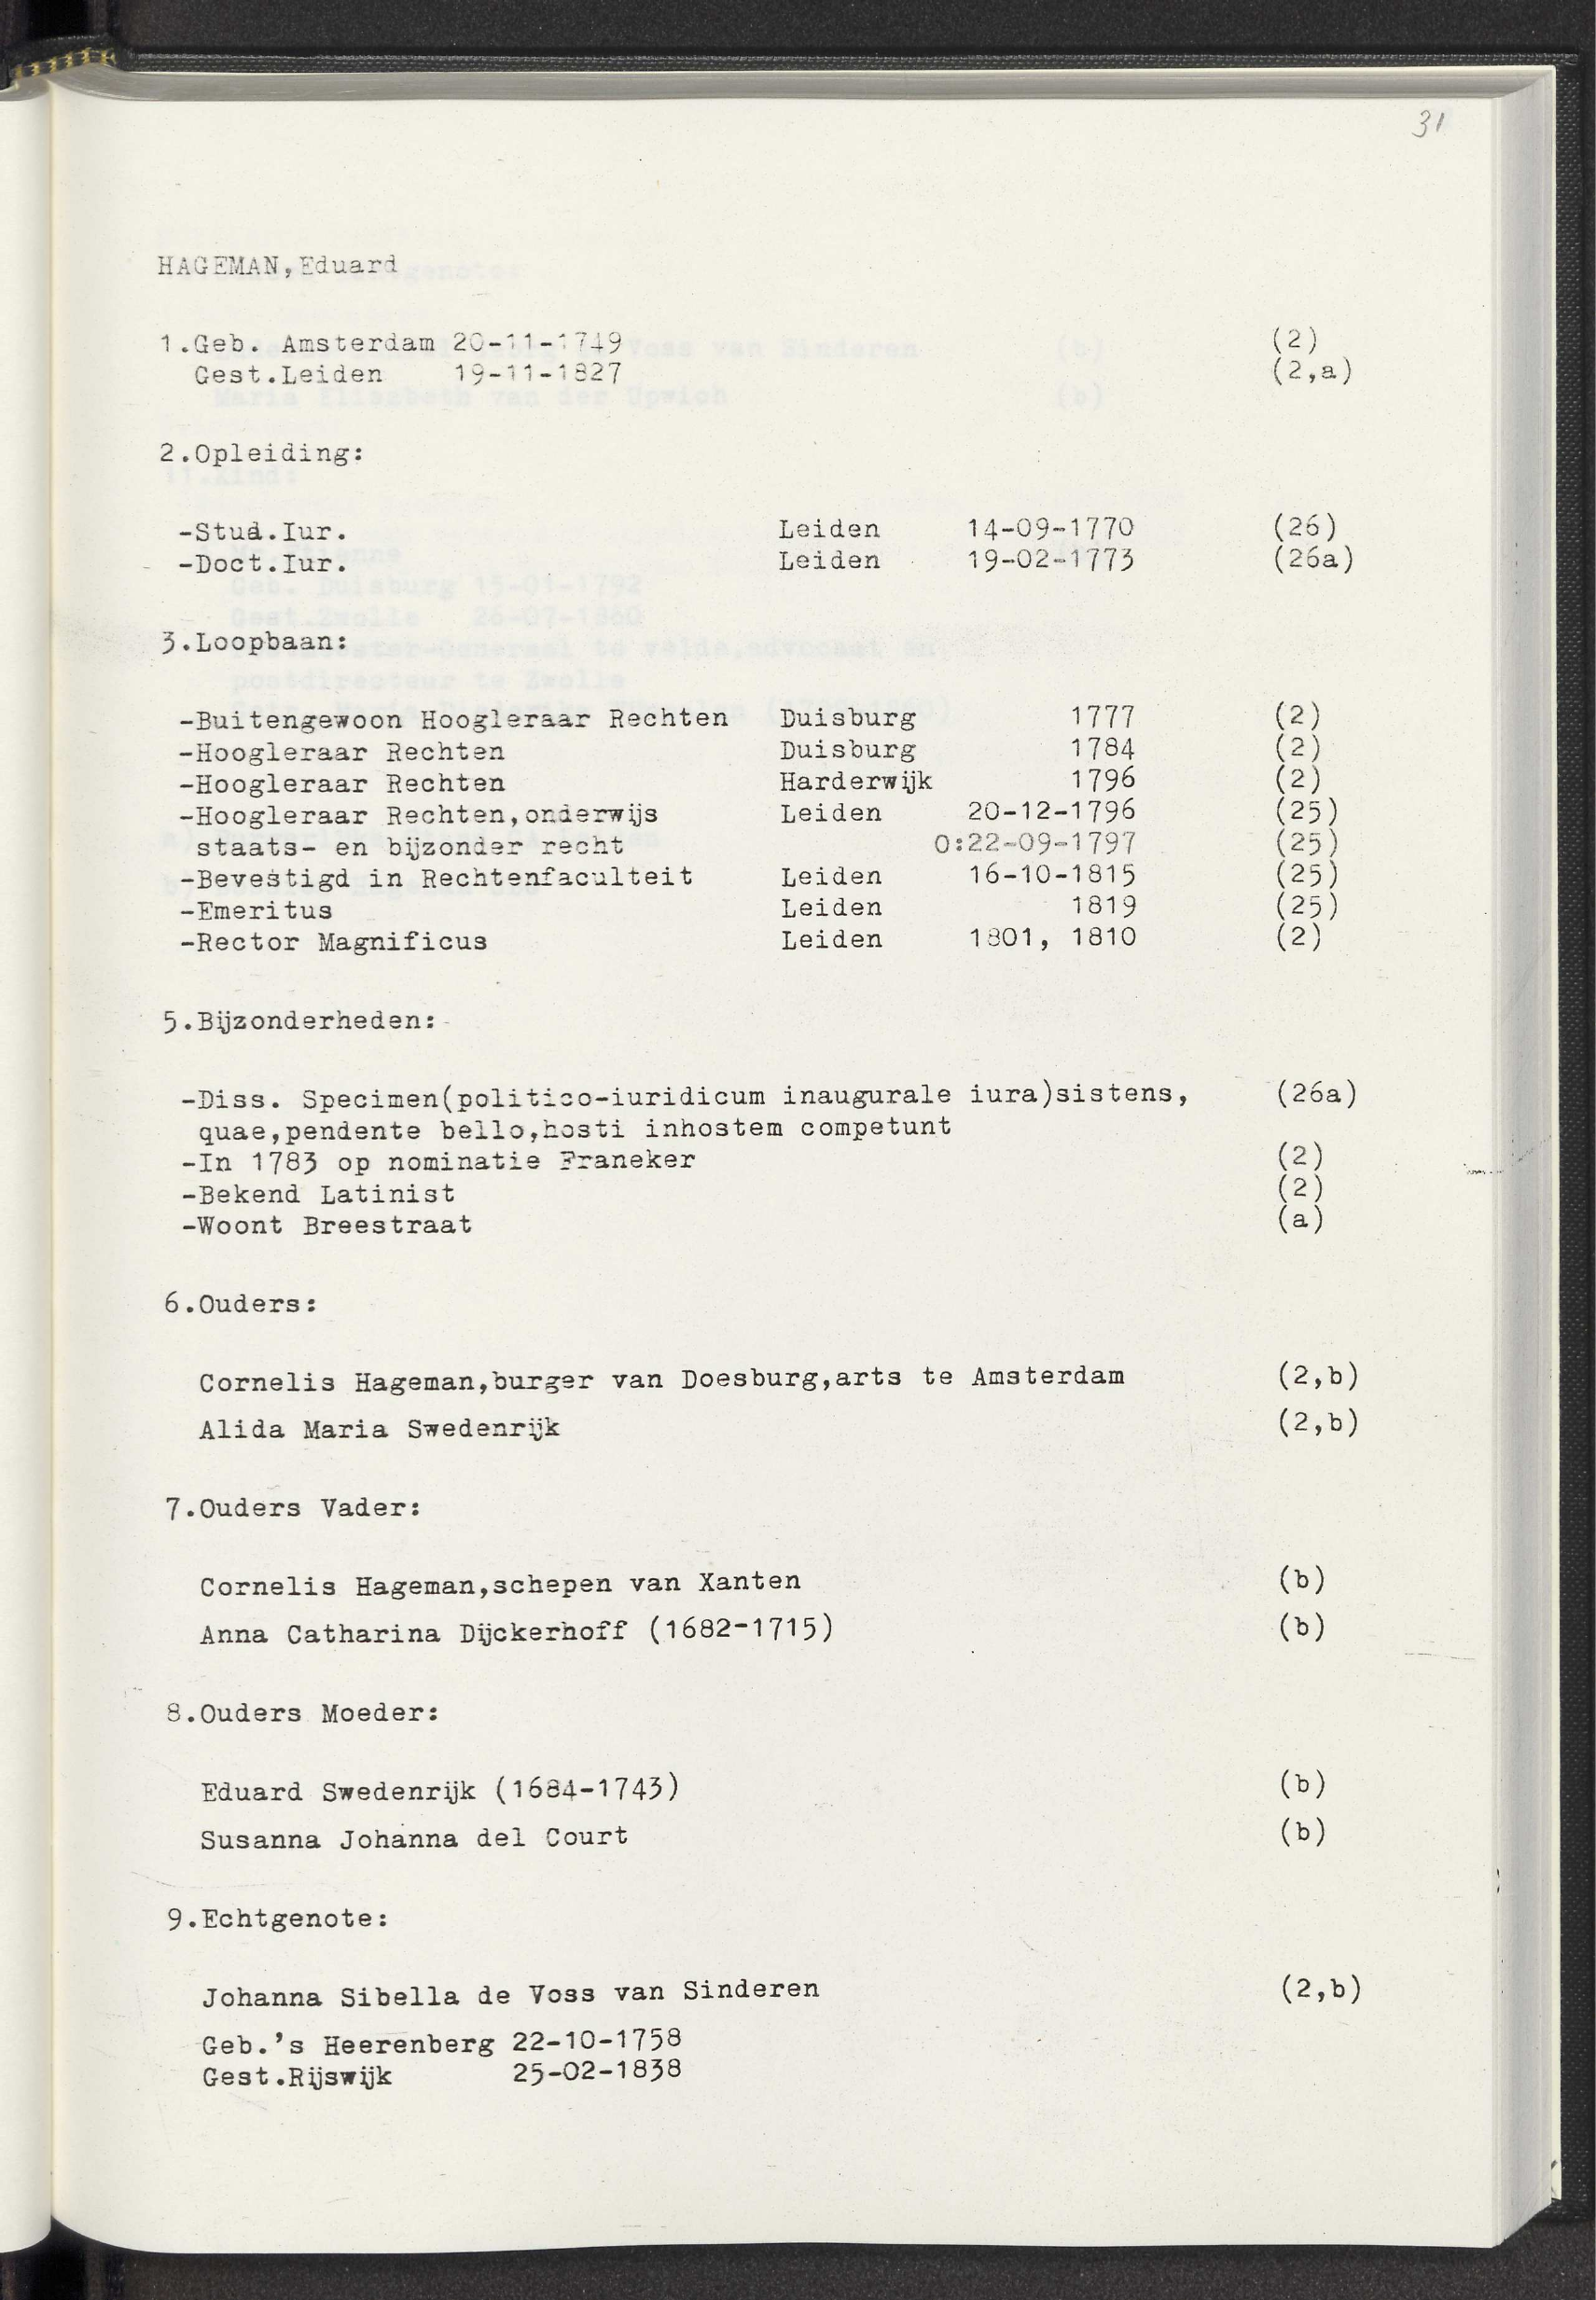 31
HAGEMAN,Eduard
1.Geb. Amsterdam 20-11-1749 (2)
Gest.Leiden 19-11-1827 (2,a)
2.Opleiding:
-Stud.Iur. Leiden 14-09-1770 (26)
-Doct.Iur. Leiden 19-02-1773 (26a)
3.Loopbaan:
-Buitengewoon Hoogleraar Rechten Duisburg 1777 (2)
-Hoogleraar Rechten Duisburg 1784 (2)
-Hoogleraar Rechten Harderwijk 1796 (2)
-Hoogleraar Rechten,onderwijs Leiden 20-12-1796 (25)
staats- en bijzonder recht O:22-09-1797 (25)
-Bevestigd in Rechtenfaculteit Leiden 16-10-1815 (25)
-Emeritus Leiden 1819 (25)
-Rector Magnificus Leiden 1801, 1810 (2)
5.Bijzonderheden:
-Diss. Specimen(politico-iuridicum inaugurale iura)sistens, (26a)
quae,pendente bello,hosti inhostem competunt
-In 1783 op nominatie Franeker (2)
-Bekend Latinist (2)
-Woont Breestraat (a)
6.Ouders:
Cornelis Hageman,burger van Doesburg,arts te Amsterdam (2,b)
Alida Maria Swedenrijk (2,b)
7.Ouders Vader:
Cornelis Hageman,schepen van Xanten (b)
Anna Catharina Dijckerhoff (1682-1715) (b)
8.Ouders Moeder:
Eduard Swedenrijk (1684-1743) (b)
Susanna Johanna del Court (b)
9.Echtgenote:
Johanna Sibella de Voss van Sinderen (2,b)
Geb.'s Heerenberg 22-10-1758
Gest.Rijswijk 25-02-1838